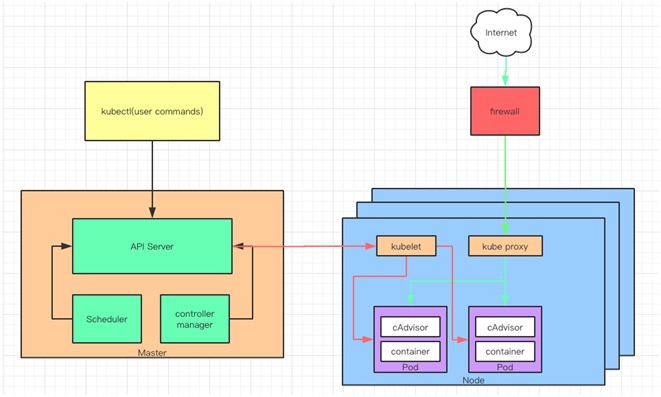 Internet
kubectl(user commands)
firewall
API Server
kubelet
kube proxy
Scheduler
controller
manager
cAdvisor
container
Pod
cAdvisor
container
Pod
Master
Node